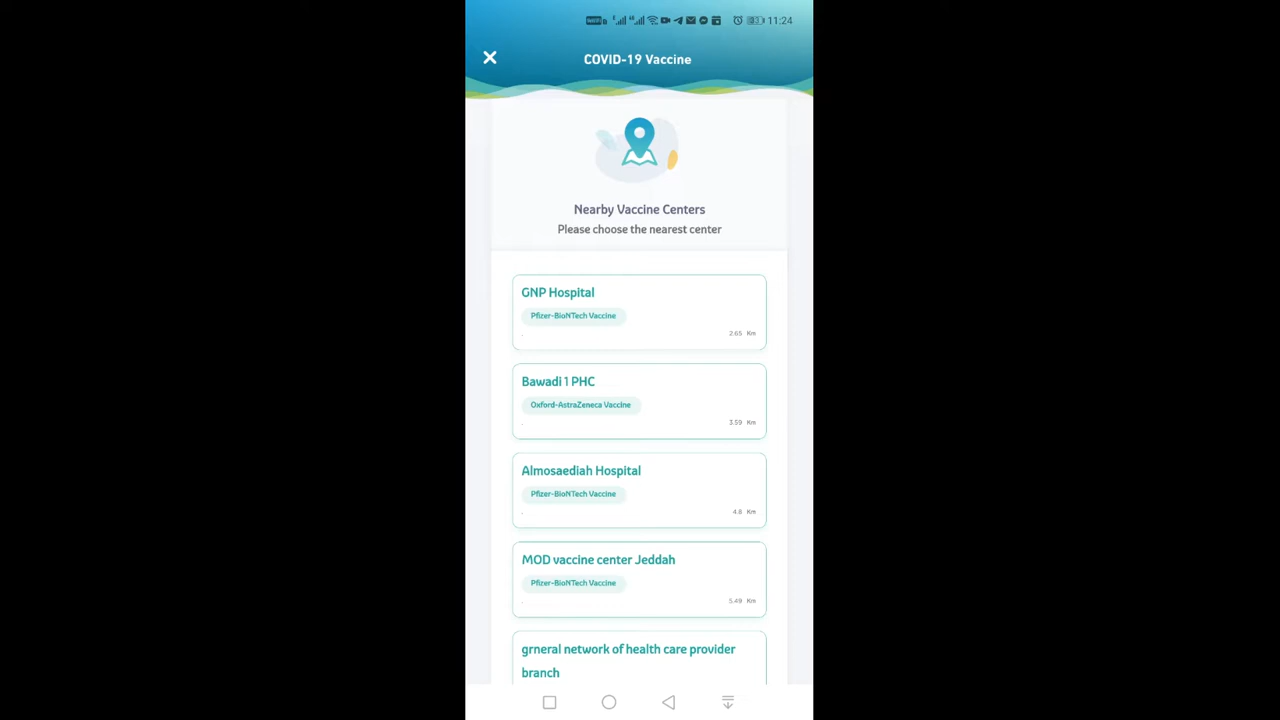 11:24
COVID-19 Vaccine
Nearby Vaccine Centers
Please choose the nearest center
GNP Hospital
Pfizer-BioNTech Vaccine
.
2.65 Km
Bawadi 1 PHC
Oxford-AstraZeneca Vaccine
.
3.59 Km
Almosaediah Hospital
Pfizer-BioNTech Vaccine
.
4.8 Km
MOD vaccine center Jeddah
Pfizer-BioNTech Vaccine
.
5.49 Km
grneral network of health care provider
branch